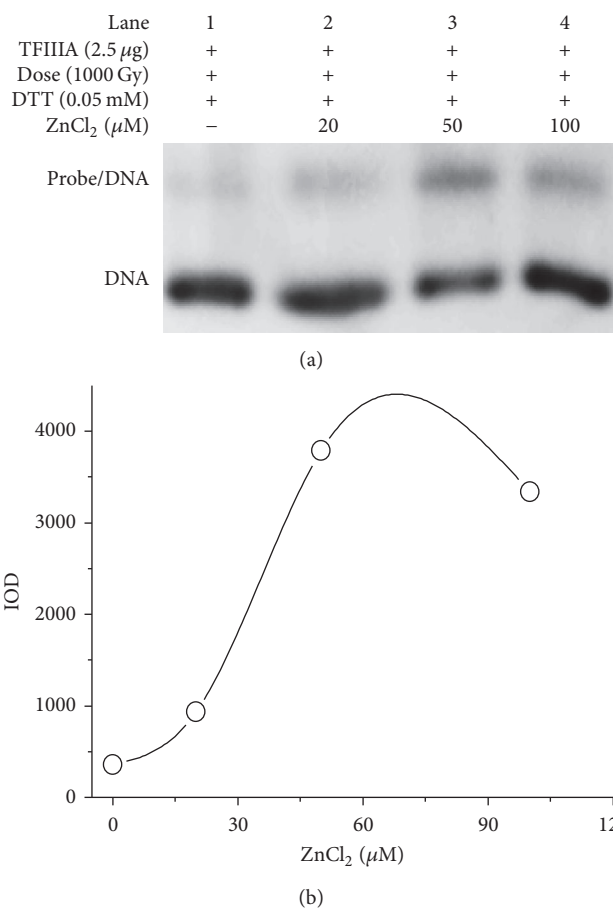 Lane 1 2 3 4
TFIIIA (2.5 μg) + + + +
Dose (1000 Gy) + + + +
DTT (0.05 mM) + + + +
ZnCl₂ (μM) − 20 50 100
Probe/DNA
DNA
(a)
4000
3000
2000
1000
0
IOD
0 30 60 90 12
ZnCl₂ (μM)
(b)